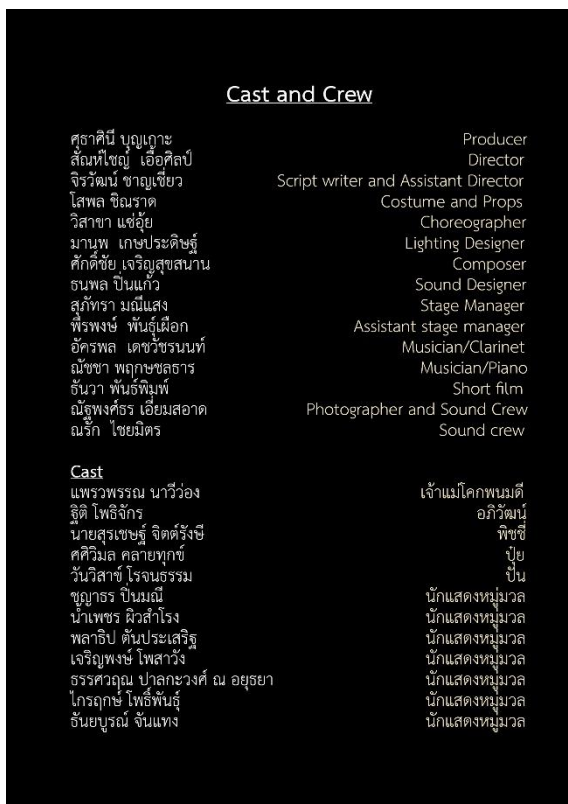 Cast and Crew
ศุธาศินี บุญเกาะ Producer
สัณห์ไชญ์ เอื้อศิลป์ Director
จิรวัฒน์ ชาญเชี่ยว Script writer and Assistant Director
โสพล ชิณราด Costume and Props
วิสาขา แซ่อุ้ย Choreographer
มานพ เกษประดิษฐ์ Lighting Designer
ศักดิ์ชัย เจริญสุขสนาน Composer
ธนพล ปิ่นแก้ว Sound Designer
สุภัทรา มณีแสง Stage Manager
พีรพงษ์ พันธุ์เผือก Assistant stage manager
อัครพล เดชวัชรนนท์ Musician/Clarinet
ณัชชา พฤกษชลธาร Musician/Piano
ธันวา พันธ์พิมพ์ Short film
ณัฐพงศ์ธร เอี่ยมสอาด Photographer and Sound Crew
ณรัก ไชยมิตร Sound crew
Cast
แพรวพรรณ นาวีว่อง เจ้าแม่โคกพนมดี
ฐิติ โพธิจักร อภิวัฒน์
นายสุรเชษฐ์ จิตต์รังษี พิชชี่
ศศิวิมล คลายทุกข์ ปุ๋ย
วันวิสาข์ โรจนธรรม ปัน
ชุญาธร ปิ่นมณี นักแสดงหมู่มวล
น้ำเพชร ผิวสำโรง นักแสดงหมู่มวล
พลาธิป ตันประเสริฐ นักแสดงหมู่มวล
เจริญพงษ์ โพสาวัง นักแสดงหมู่มวล
ธรรศวฤณ ปาลกะวงศ์ ณ อยุธยา นักแสดงหมู่มวล
ไกรฤกษ์ โพธิ์พันธุ์ นักแสดงหมู่มวล
ธันยบูรณ์ จันแทง นักแสดงหมู่มวล